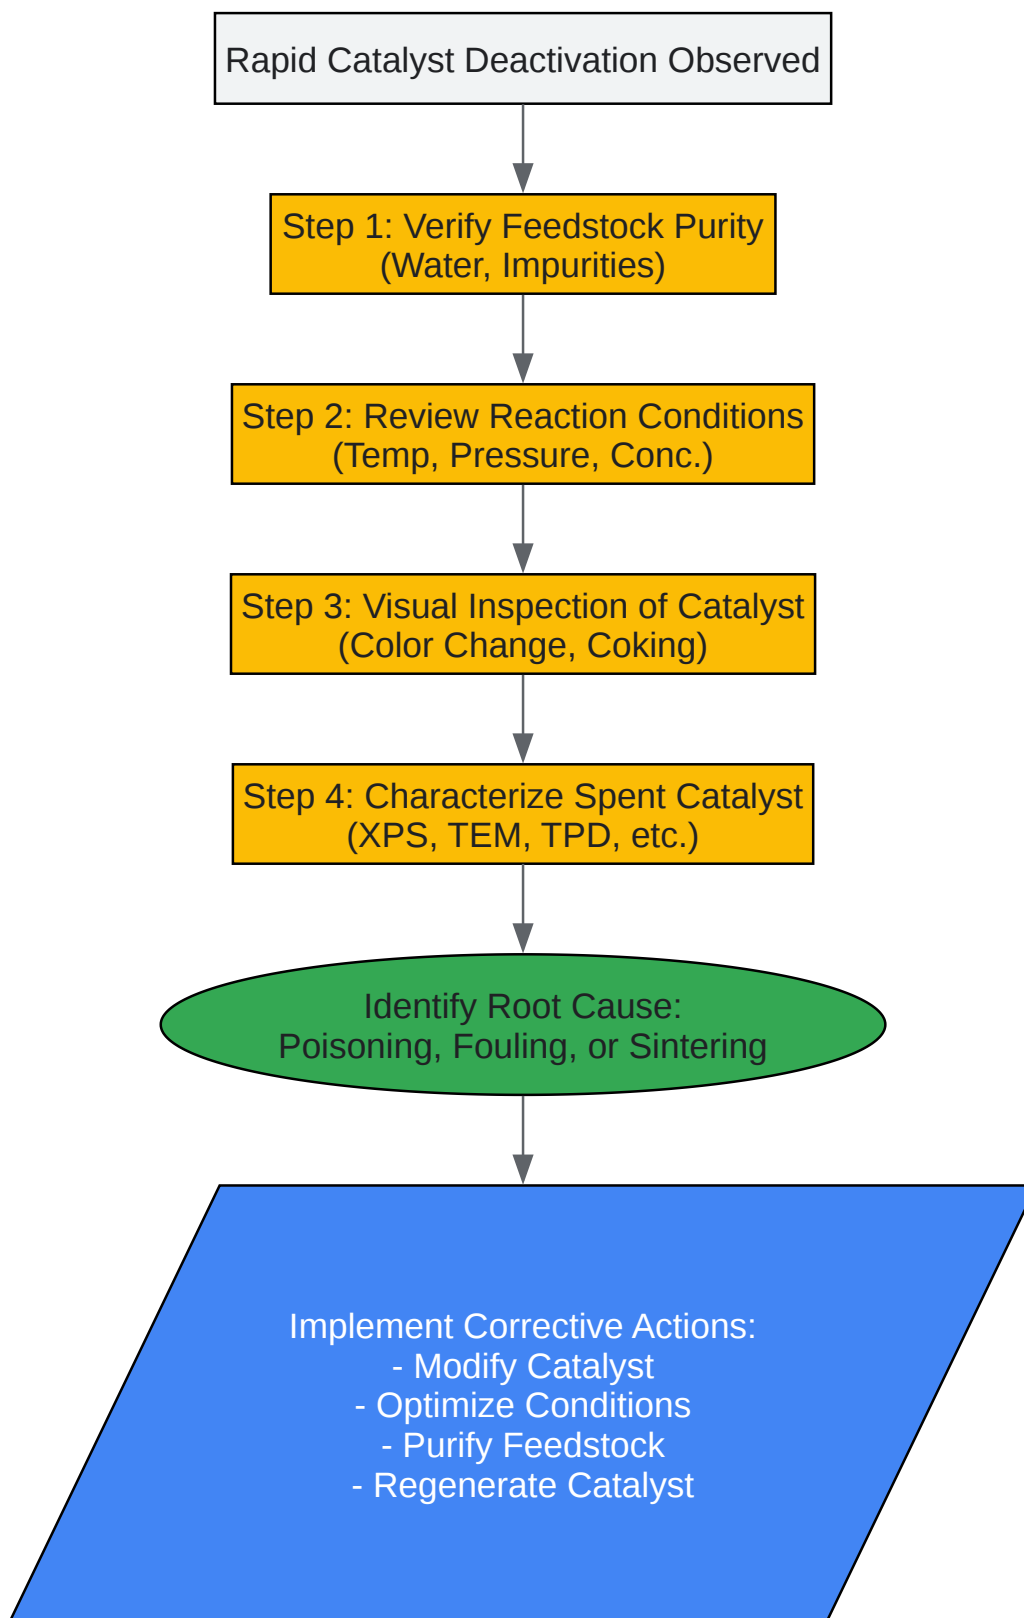 Rapid Catalyst Deactivation Observed
Step 1: Verify Feedstock Purity
(Water, Impurities)
Step 2: Review Reaction Conditions
(Temp, Pressure, Conc.)
Step 3: Visual Inspection of Catalyst
(Color Change, Coking)
Step 4: Characterize Spent Catalyst
(XPS, TEM, TPD, etc.)
Identify Root Cause:
Poisoning, Fouling, or Sintering
Implement Corrective Actions:
- Modify Catalyst
- Optimize Conditions
- Purify Feedstock
- Regenerate Catalyst